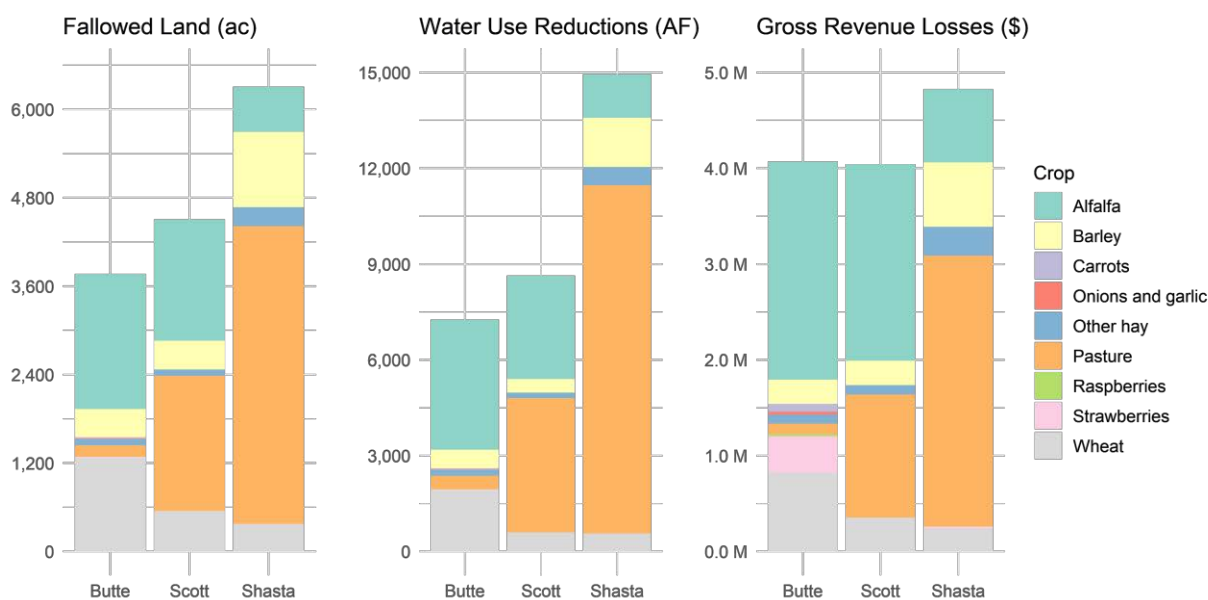 Fallowed Land (ac)
6,000
4,800
3,600
2,400
1,200
0
Butte Scott Shasta
Water Use Reductions (AF)
15,000
12,000
9,000
6,000
3,000
0
Butte Scott Shasta
Gross Revenue Losses ($)
5.0 M
4.0 M
3.0 M
2.0 M
1.0 M
0.0 M
Butte Scott Shasta
Crop
Alfalfa
Barley
Carrots
Onions and garlic
Other hay
Pasture
Raspberries
Strawberries
Wheat